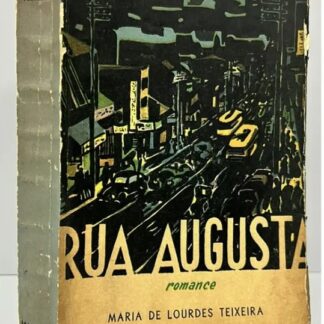 RUA AUGUSTA
romance
MARIA DE LOURDES TEIXEIRA